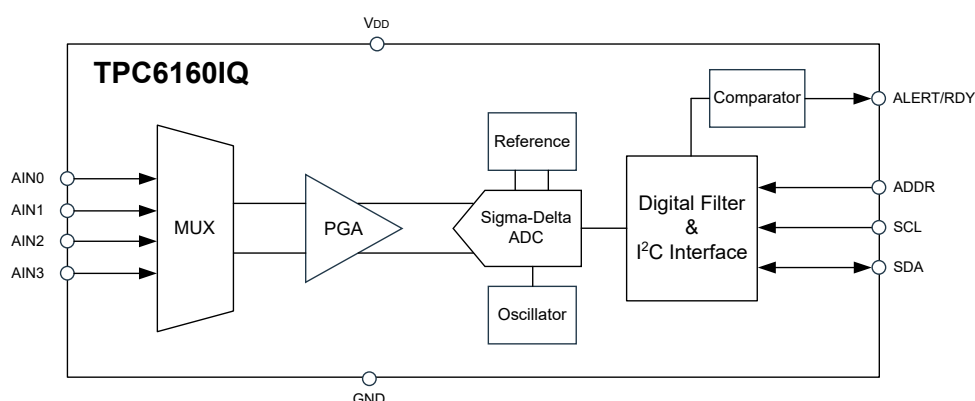 VDD
TPC6160IQ
Comparator
ALERT/RDY
Reference
AIN0
AIN1
AIN2
AIN3
MUX
PGA
Sigma-Delta
ADC
Digital Filter
&
I²C Interface
ADDR
SCL
SDA
Oscillator
GND